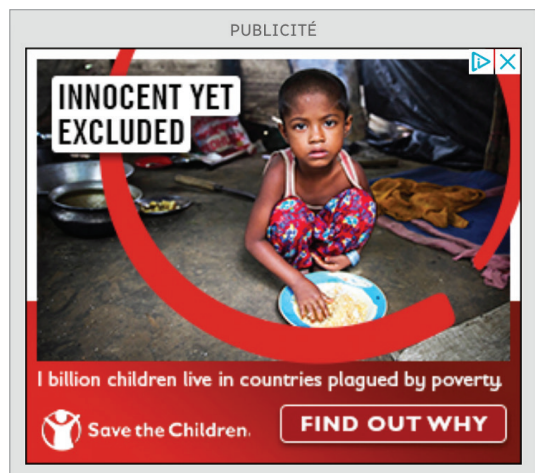 PUBLICITÉ
INNOCENT YET
EXCLUDED
1 billion children live in countries plagued by poverty.
Save the Children.
FIND OUT WHY